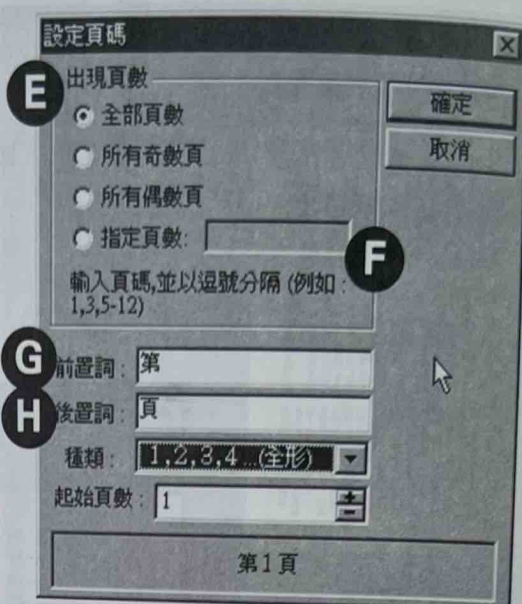 設定頁碼
E
出現頁數
全部頁數
所有奇數頁
所有偶數頁
指定頁數:
F
輸入頁碼,並以逗號分隔 (例如：
1,3,5-12)
確定
取消
G
前置詞： 第
H
後置詞： 頁
種類： 1,2,3,4...(全形)
起始頁數： 1
第1頁